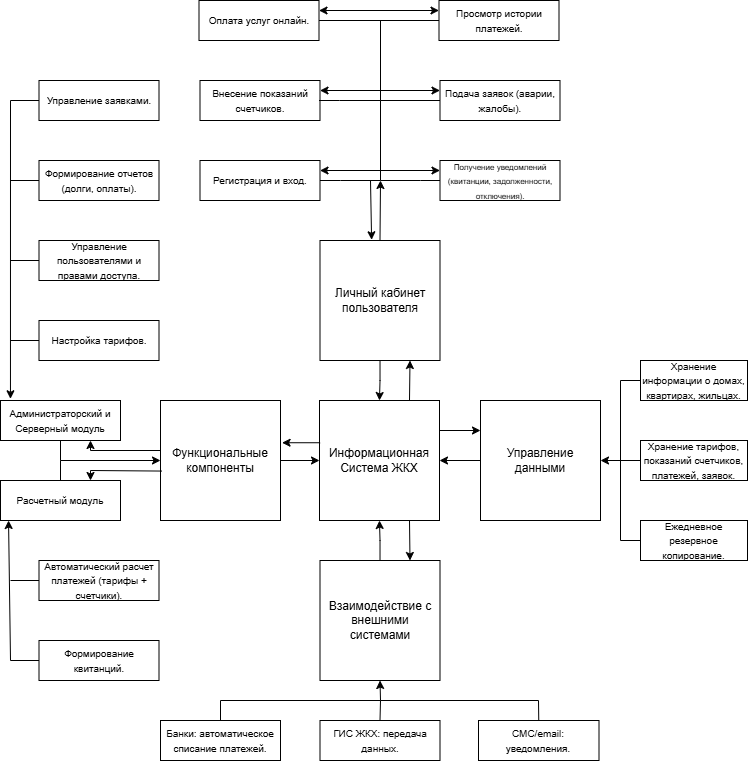 Оплата услуг онлайн.
Просмотр истории
платежей.
Управление заявками.
Внесение показаний
счетчиков.
Подача заявок (аварии,
жалобы).
Формирование отчетов
(долги, оплаты).
Регистрация и вход.
Получение уведомлений
(квитанции, задолженности,
отключения).
Управление
пользователями и
правами доступа.
Личный кабинет
пользователя
Настройка тарифов.
Хранение
информации о домах,
квартирах, жильцах.
Администраторский и
Серверный модуль
Функциональные
компоненты
Информационная
Система ЖКХ
Управление
данными
Хранение тарифов,
показаний счетчиков,
платежей, заявок.
Расчетный модуль
Ежедневное
резервное
копирование.
Автоматический расчет
платежей (тарифы +
счетчики).
Взаимодействие с
внешними
системами
Формирование
квитанций.
Банки: автоматическое
списание платежей.
ГИС ЖКХ: передача
данных.
СМС/email:
уведомления.